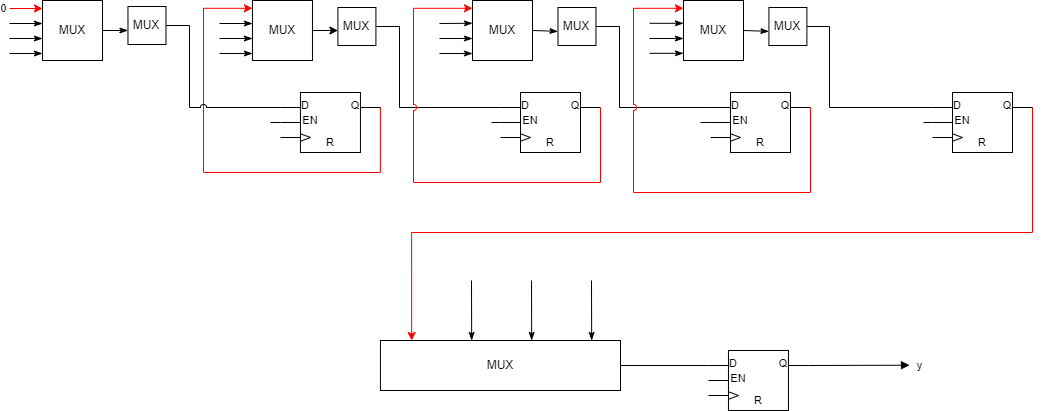 0 MUX MUX MUX MUX MUX MUX MUX MUX
D Q D Q D Q D Q
EN EN EN EN
R R R R
MUX D Q y
EN
R